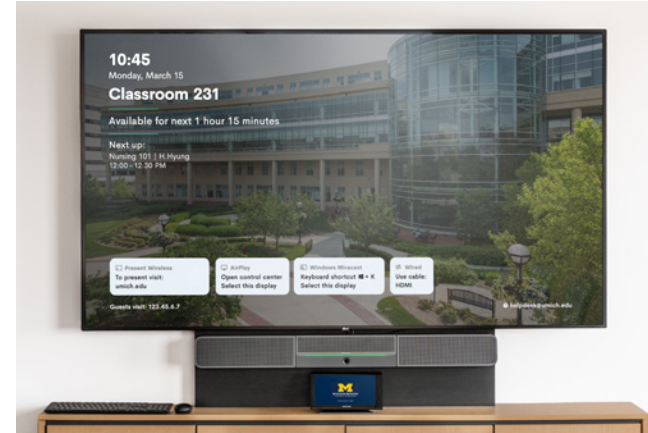 10:45
Monday, March 15
Classroom 231
Available for next 1 hour 15 minutes
Next up:
Nursing 101 | H.Hyung
12:00 - 12:30 PM
Present Wireless
To present visit:
umich.edu
AirPlay
Open control center
Select this display
Windows Miracast
Keyboard shortcut + K
Select this display
Wired
Use cable:
HDMI
Guests visit: 123.45.6.7
helpdesk@umich.edu
M